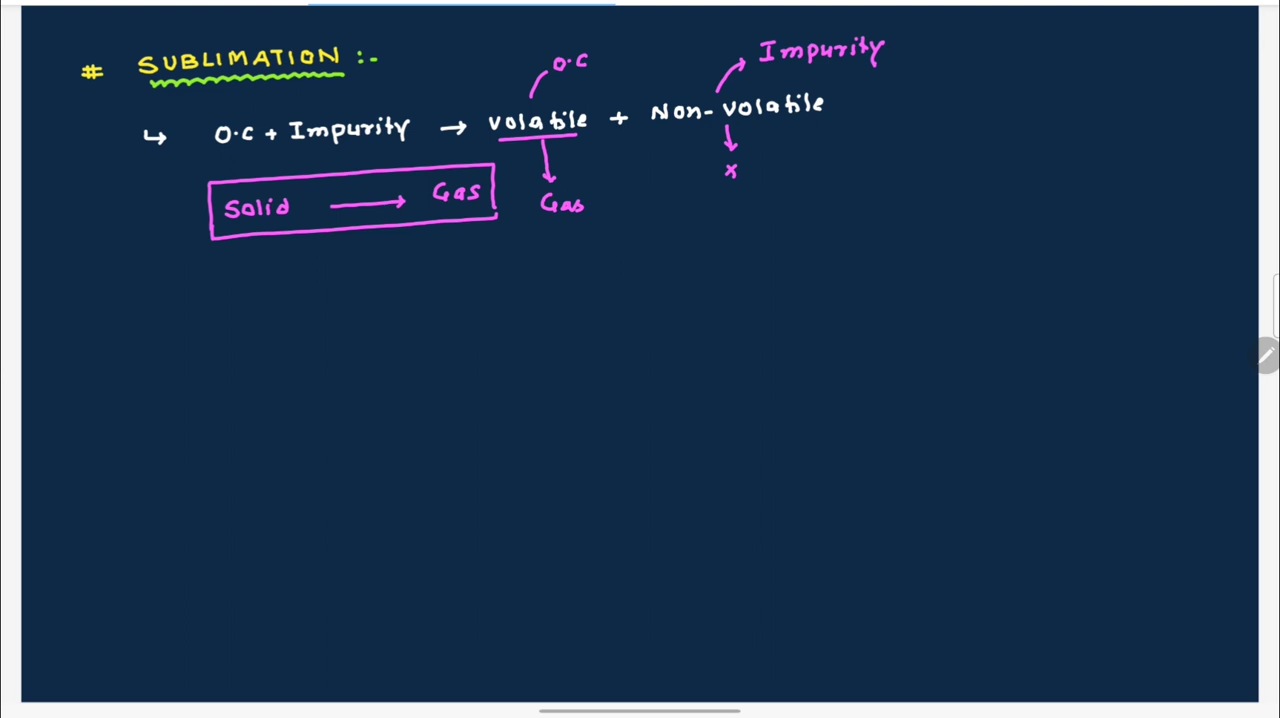 # SUBLIMATION :-
O.C
Impurity
↳ O.C + Impurity → volatile + Non-volatile
Solid → Gas
Gas
x